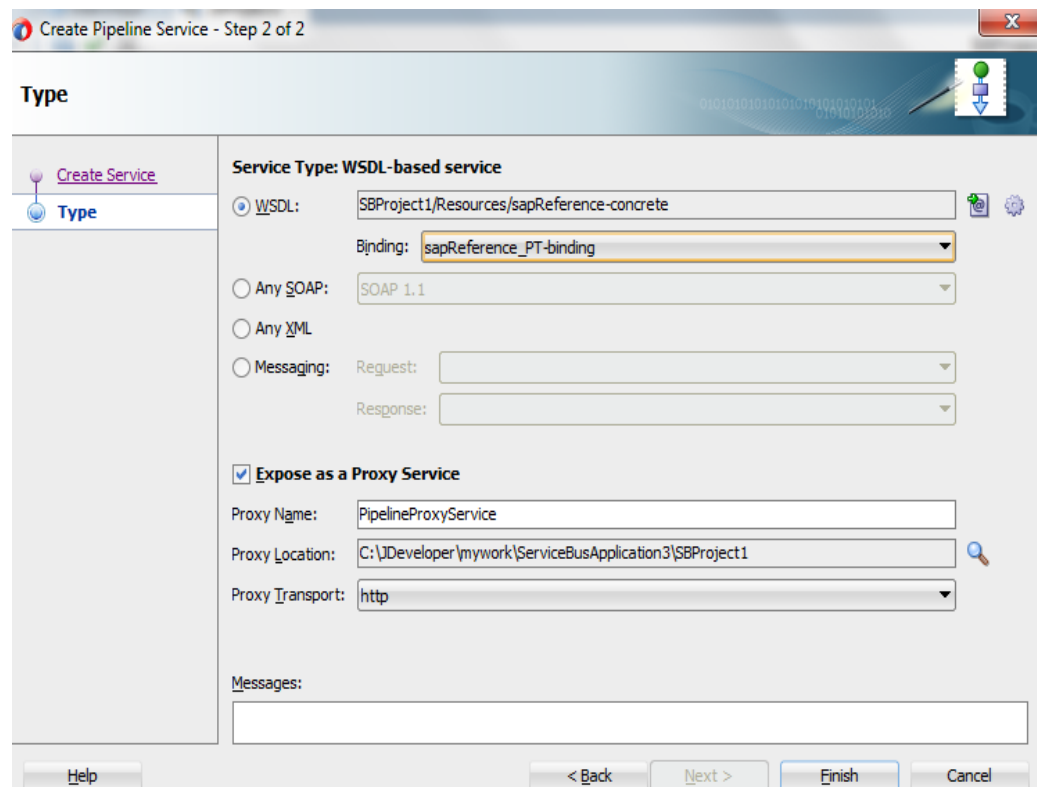 Create Pipeline Service - Step 2 of 2
Type
Create Service
Type
Service Type: WSDL-based service
WSDL: SBProject1/Resources/sapReference-concrete
Binding: sapReference_PT-binding
Any SOAP: SOAP 1.1
Any XML
Messaging: Request:
Response:
Expose as a Proxy Service
Proxy Name: PipelineProxyService
Proxy Location: C:\JDeveloper\mywork\ServiceBusApplication3\SBProject1
Proxy Transport: http
Messages:
Help < Back Next > Finish Cancel